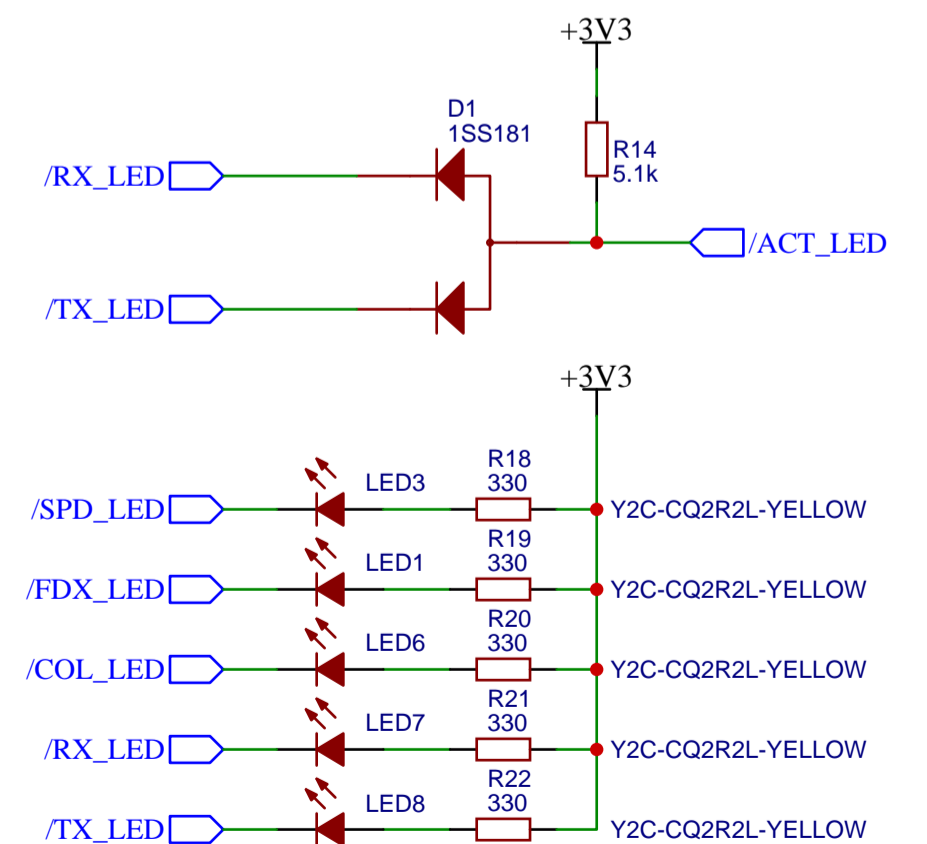 +3V3
D1
1SS181
/RX_LED
R14
5.1k
/ACT_LED
/TX_LED
+3V3
R18
/SPD_LED
LED3
330
Y2C-CQ2R2L-YELLOW
R19
/FDX_LED
LED1
330
Y2C-CQ2R2L-YELLOW
R20
/COL_LED
LED6
330
Y2C-CQ2R2L-YELLOW
R21
/RX_LED
LED7
330
Y2C-CQ2R2L-YELLOW
R22
/TX_LED
LED8
330
Y2C-CQ2R2L-YELLOW